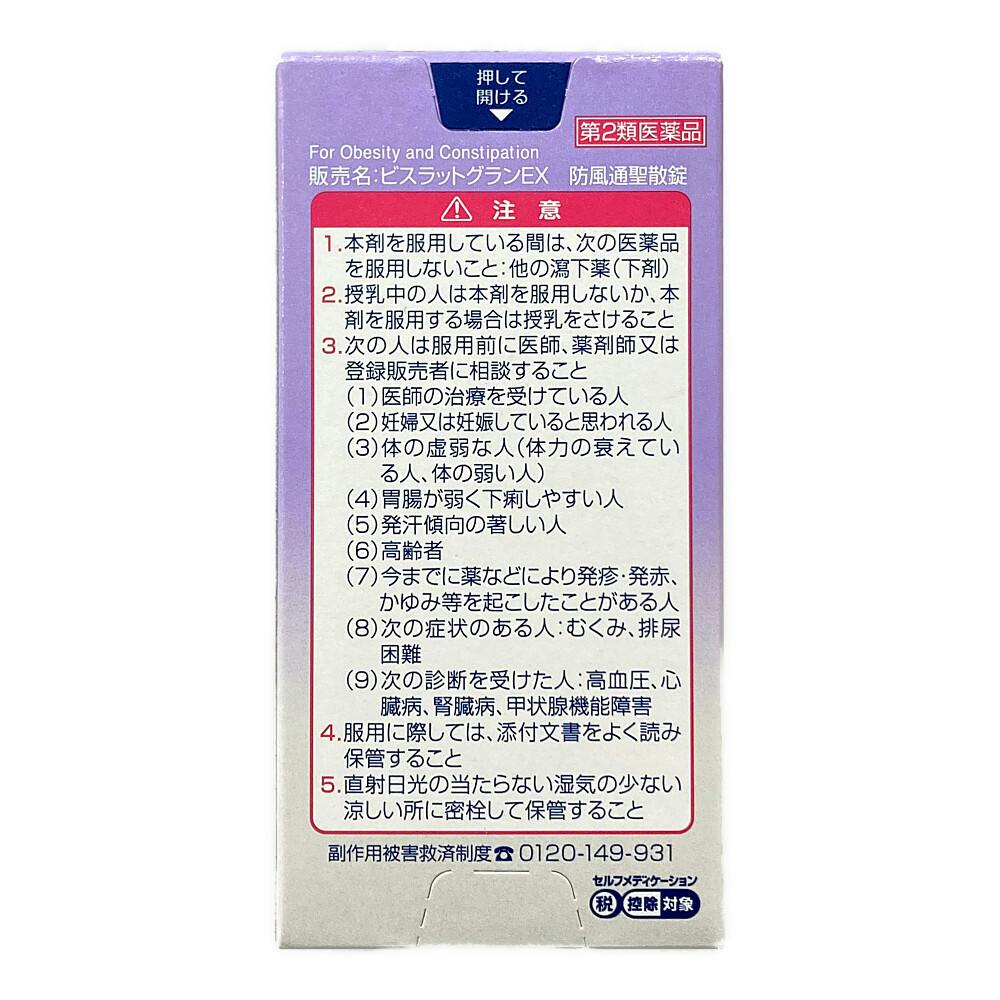 押して
開ける
第2類医薬品
For Obesity and Constipation
販売名:ビスラットグランEX 防風通聖散錠
注意
1.本剤を服用している間は、次の医薬品
を服用しないこと:他の瀉下薬(下剤)
2.授乳中の人は本剤を服用しないか、本
剤を服用する場合は授乳をさけること
3.次の人は服用前に医師、薬剤師又は
登録販売者に相談すること
(1)医師の治療を受けている人
(2)妊婦又は妊娠していると思われる人
(3)体の虚弱な人(体力の衰えてい
る人、体の弱い人)
(4)胃腸が弱く下痢しやすい人
(5)発汗傾向の著しい人
(6)高齢者
(7)今までに薬などにより発疹・発赤、
かゆみ等を起こしたことがある人
(8)次の症状のある人:むくみ、排尿
困難
(9)次の診断を受けた人:高血圧、心
臓病、腎臓病、甲状腺機能障害
4.服用に際しては、添付文書をよく読み
保管すること
5.直射日光の当たらない湿気の少ない
涼しい所に密栓して保管すること
副作用被害救済制度☎0120-149-931
セルフメディケーション
税 控除 対象